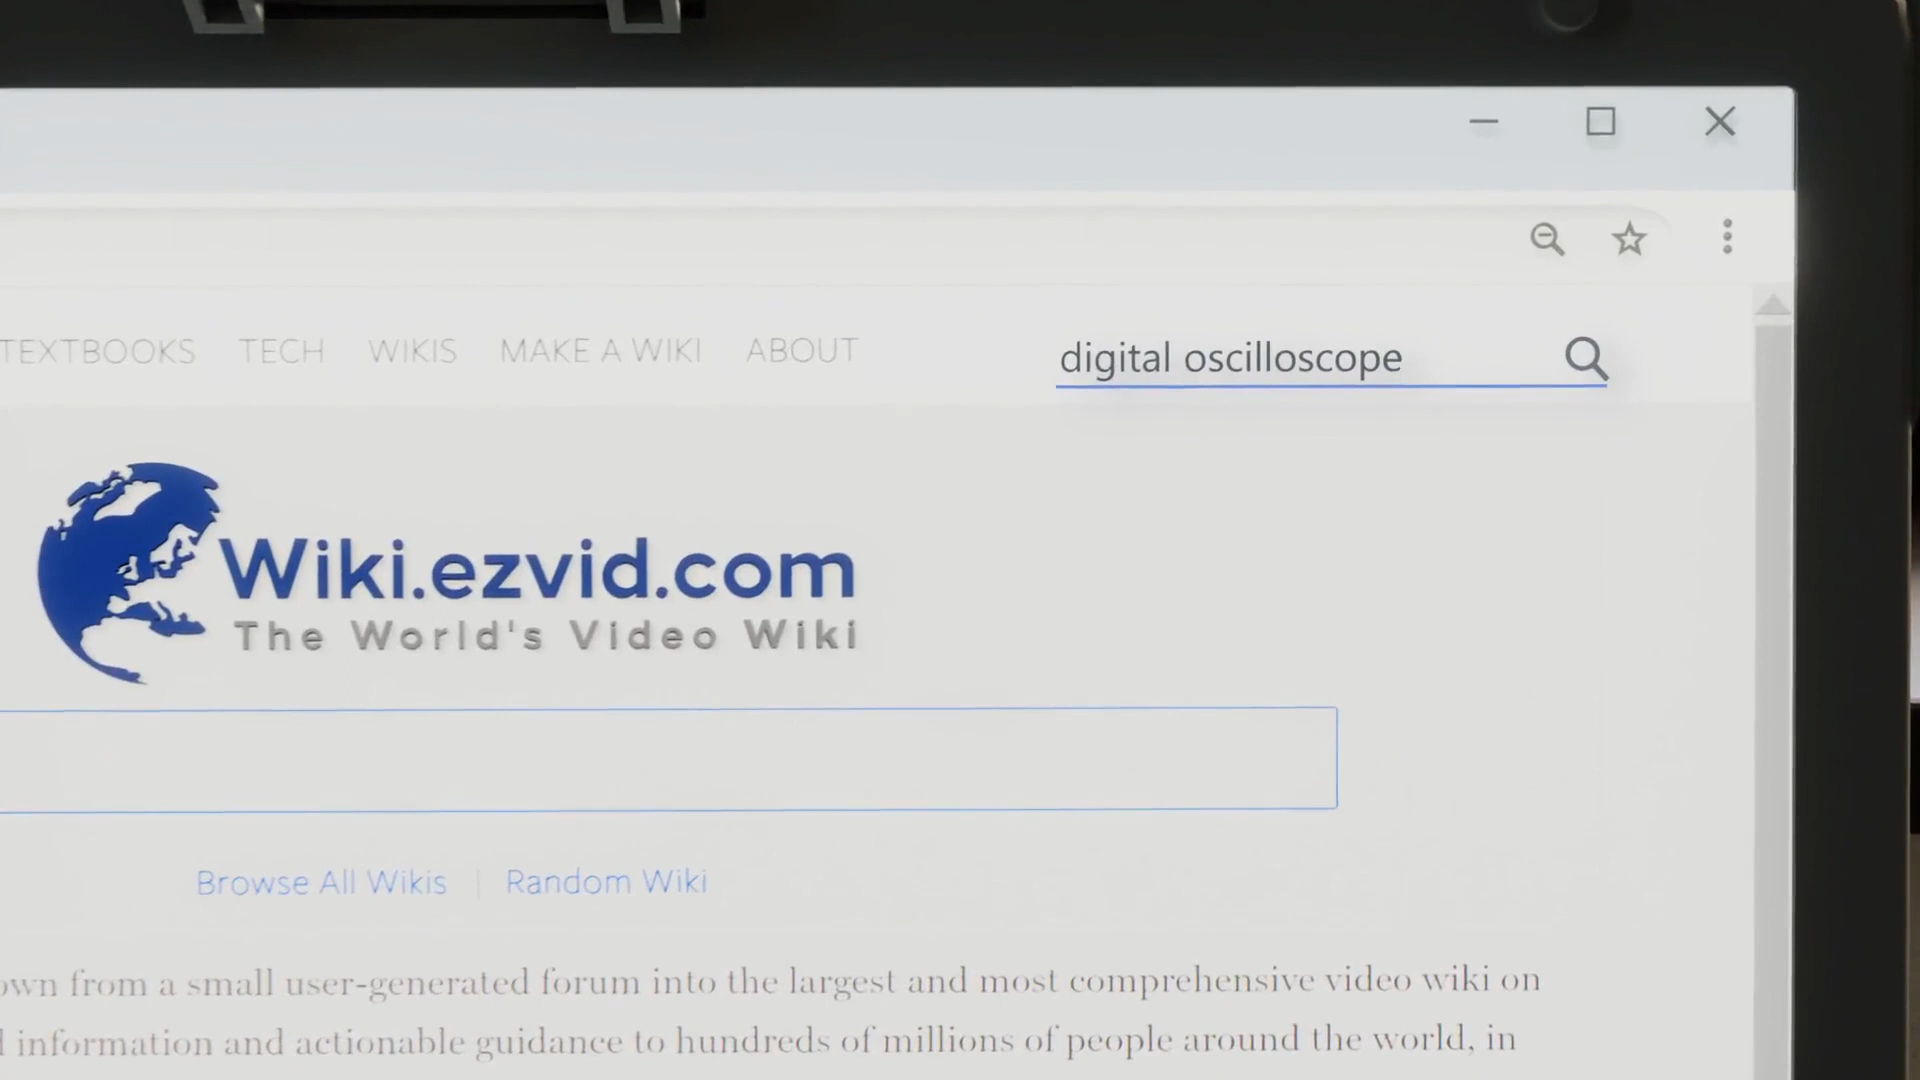 TEXTBOOKS TECH WIKIS MAKE A WIKI ABOUT
digital oscilloscope
Wiki.ezvid.com
The World's Video Wiki
Browse All Wikis | Random Wiki
from a small user-generated forum into the largest and most comprehensive video wiki on
information and actionable guidance to hundreds of millions of people around the world, in